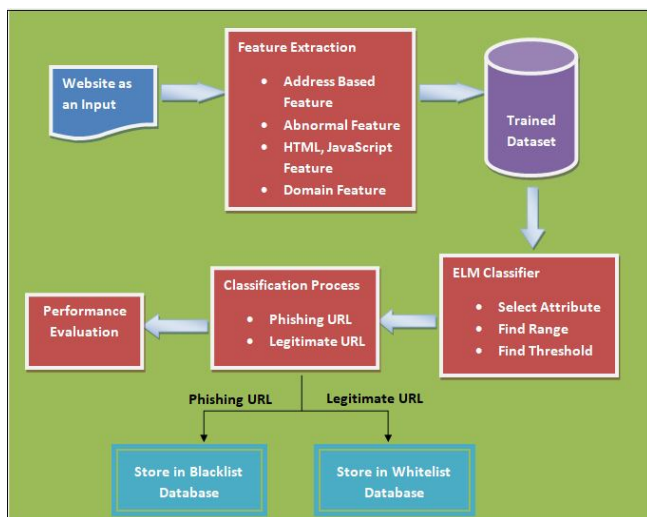 Website as
an Input
Feature Extraction
• Address Based
Feature
• Abnormal Feature
• HTML, JavaScript
Feature
• Domain Feature
Trained
Dataset
ELM Classifier
• Select Attribute
• Find Range
• Find Threshold
Classification Process
• Phishing URL
• Legitimate URL
Performance
Evaluation
Phishing URL
Legitimate URL
Store in Blacklist
Database
Store in Whitelist
Database